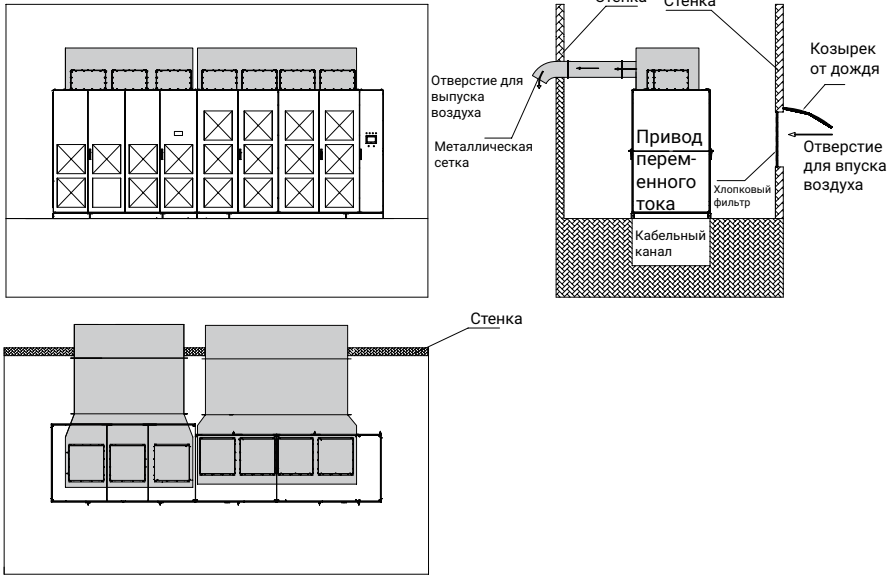 Стенка
Стенка
Козырек
от дождя
Отверстие для
выпуска
воздуха
Металлическая
сетка
Привод
перем-
енного
тока
Хлопковый
фильтр
Отверстие
для впуска
воздуха
Кабельный
канал
Стенка